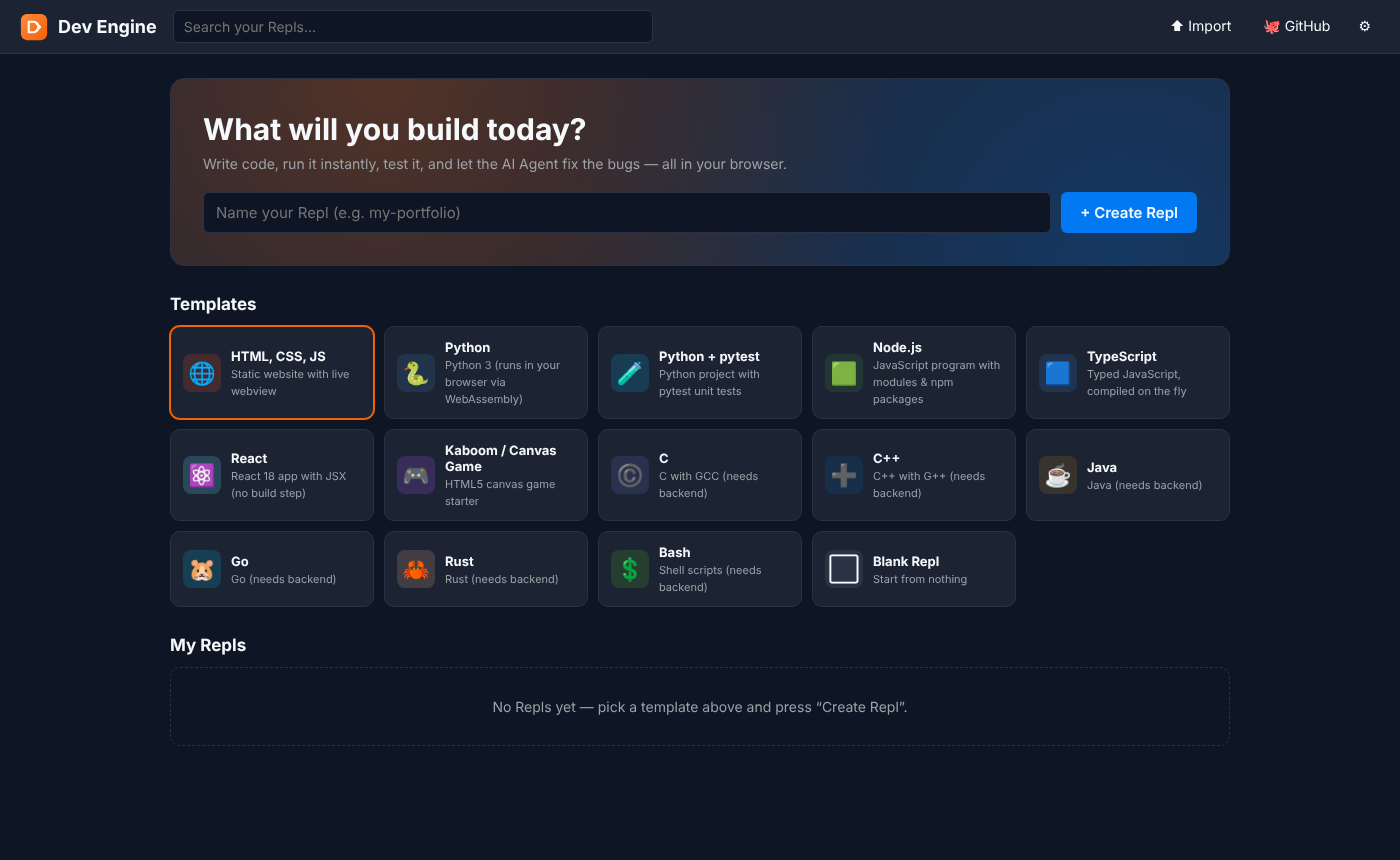 Dev Engine
Search your Repls...
⬆ Import
🐙 GitHub
⚙
What will you build today?
Write code, run it instantly, test it, and let the AI Agent fix the bugs — all in your browser.
Name your Repl (e.g. my-portfolio)
+ Create Repl
Templates
HTML, CSS, JS
Static website with live
webview
Python
Python 3 (runs in your
browser via
WebAssembly)
Python + pytest
Python project with
pytest unit tests
Node.js
JavaScript program with
modules & npm
packages
TypeScript
Typed JavaScript,
compiled on the fly
React
React 18 app with JSX
(no build step)
Kaboom / Canvas
Game
HTML5 canvas game
starter
C
C with GCC (needs
backend)
C++
C++ with G++ (needs
backend)
Java
Java (needs backend)
Go
Go (needs backend)
Rust
Rust (needs backend)
Bash
Shell scripts (needs
backend)
Blank Repl
Start from nothing
My Repls
No Repls yet — pick a template above and press “Create Repl”.